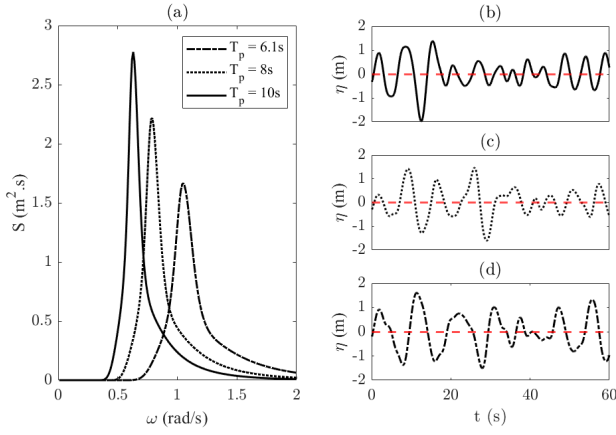 (a)
3
2.5
2
1.5
1
0.5
0
S (m².s)
0
0.5
1
1.5
2
ω (rad/s)
T_p = 6.1s
T_p = 8s
T_p = 10s
(b)
2
1
0
-1
-2
η (m)
(c)
2
1
0
-1
-2
η (m)
(d)
2
1
0
-1
-2
η (m)
0
20
40
60
t (s)